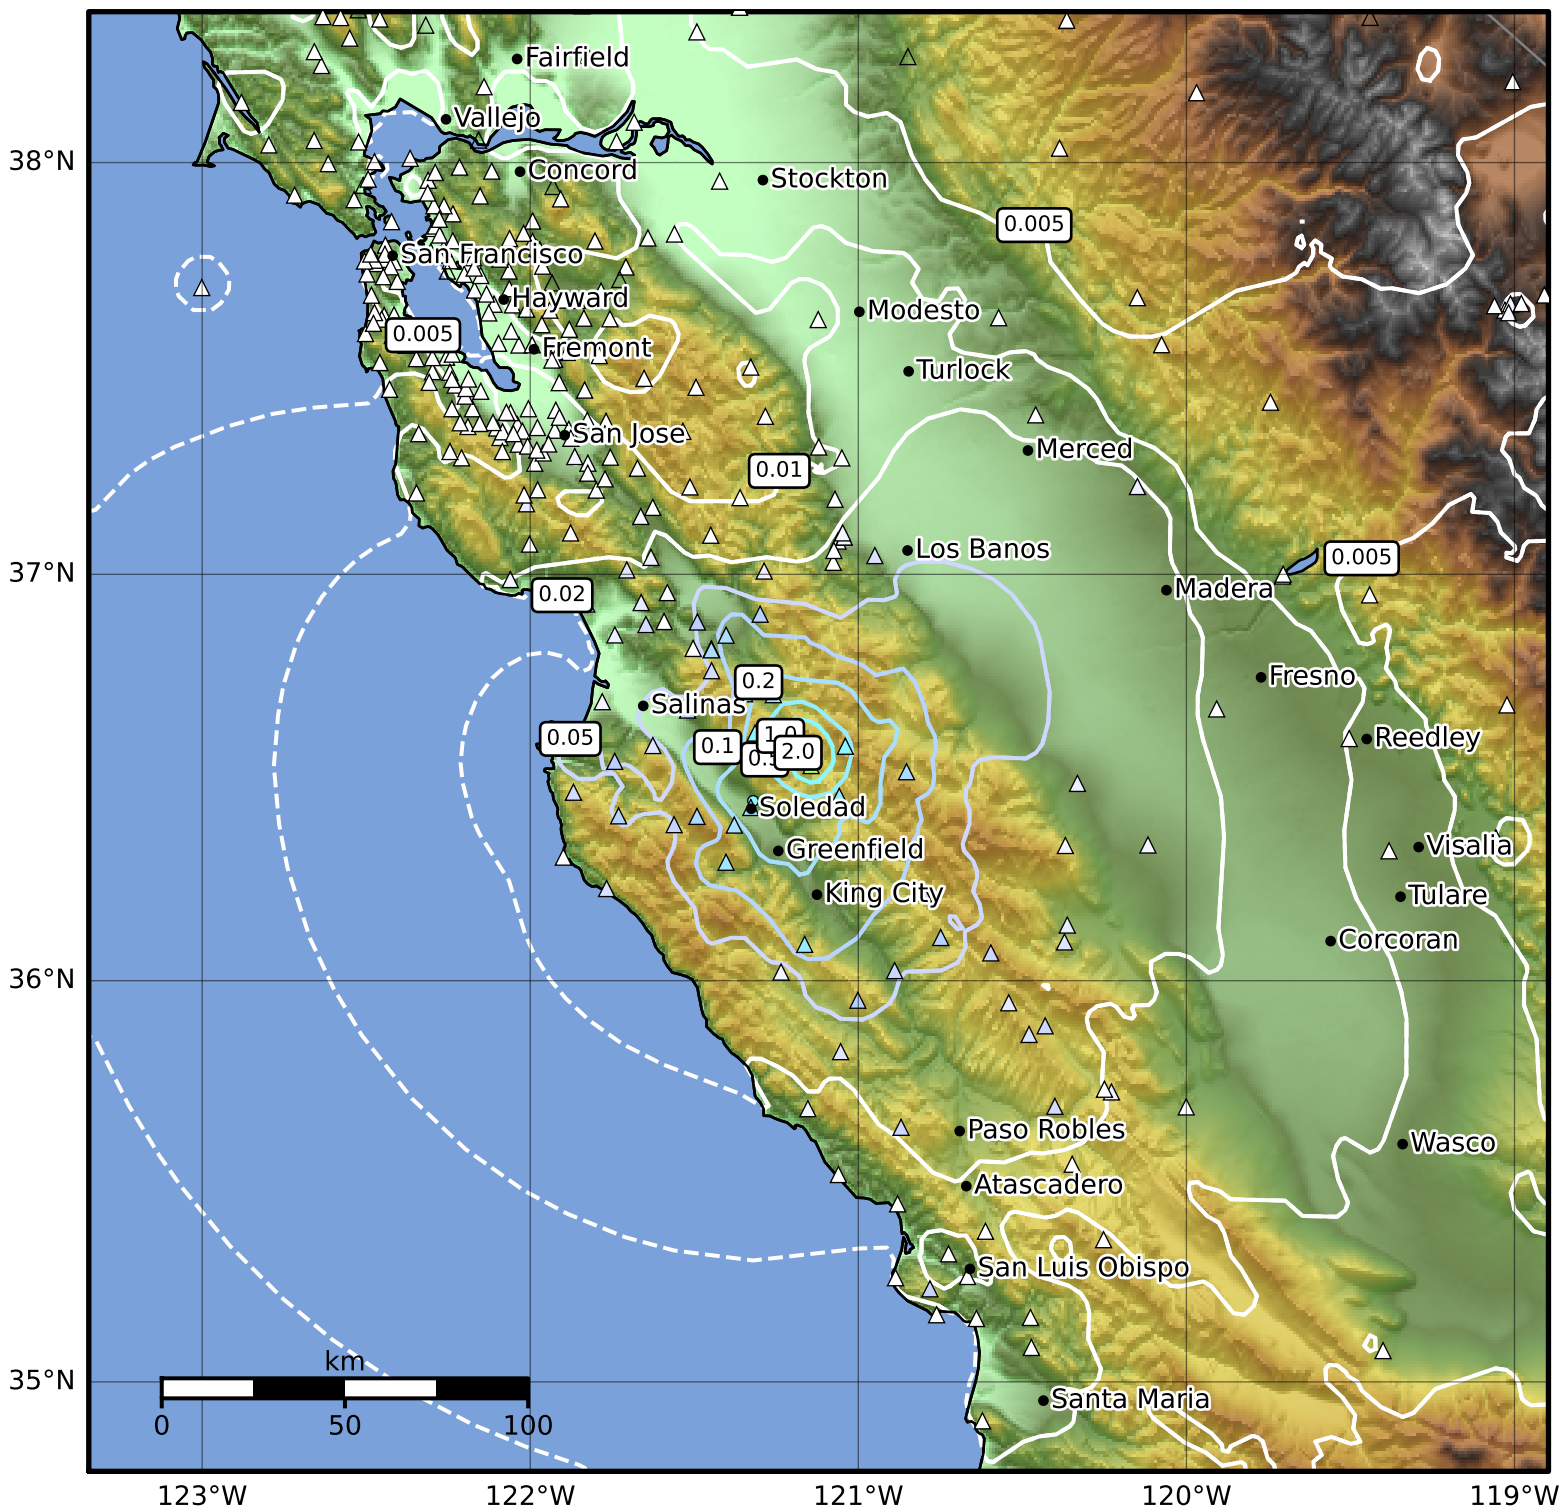 Fairfield
Vallejo
38°N
Concord
Stockton
0.005
San Francisco
Hayward
Modesto
0.005
Fremont
Turlock
San Jose
Merced
0.01
Los Banos
0.005
37°N
Madera
0.02
Fresno
0.2
Salinas
0.05
0.1
2.0
Reedley
Soledad
Greenfield
Visalia
King City
Tulare
Corcoran
36°N
Paso Robles
Wasco
Atascadero
San Luis Obispo
km
35°N
Santa Maria
0 50 100
123°W 122°W 121°W 120°W 119°W